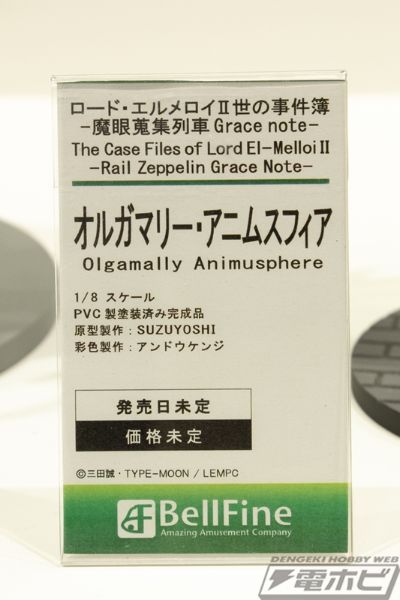 ロード・エルメロイⅡ世の事件簿
-魔眼蒐集列車 Grace note-
The Case Files of Lord El-Melloi Ⅱ
-Rail Zeppelin Grace Note-
オルガマリー・アニムスフィア
Olgamally Animusphere
1/8 スケール
PVC 製塗装済み完成品
原型製作：SUZUYOSHI
彩色製作：アンドウケンジ
発売日未定
価格未定
©三田誠・TYPE-MOON / LEMPC
BellFine
Amazing Amusement Company
DENGEKI HOBBY WEB
電ホビ